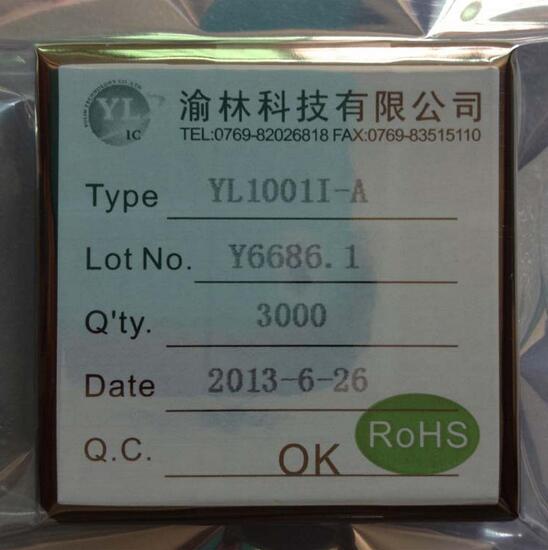 YL
IC
渝林科技有限公司
TEL:0769-82026818 FAX:0769-83515110
Type YL1001I-A
Lot No. Y6686.1
Q'ty. 3000
Date 2013-6-26
Q.C. OK
RoHS